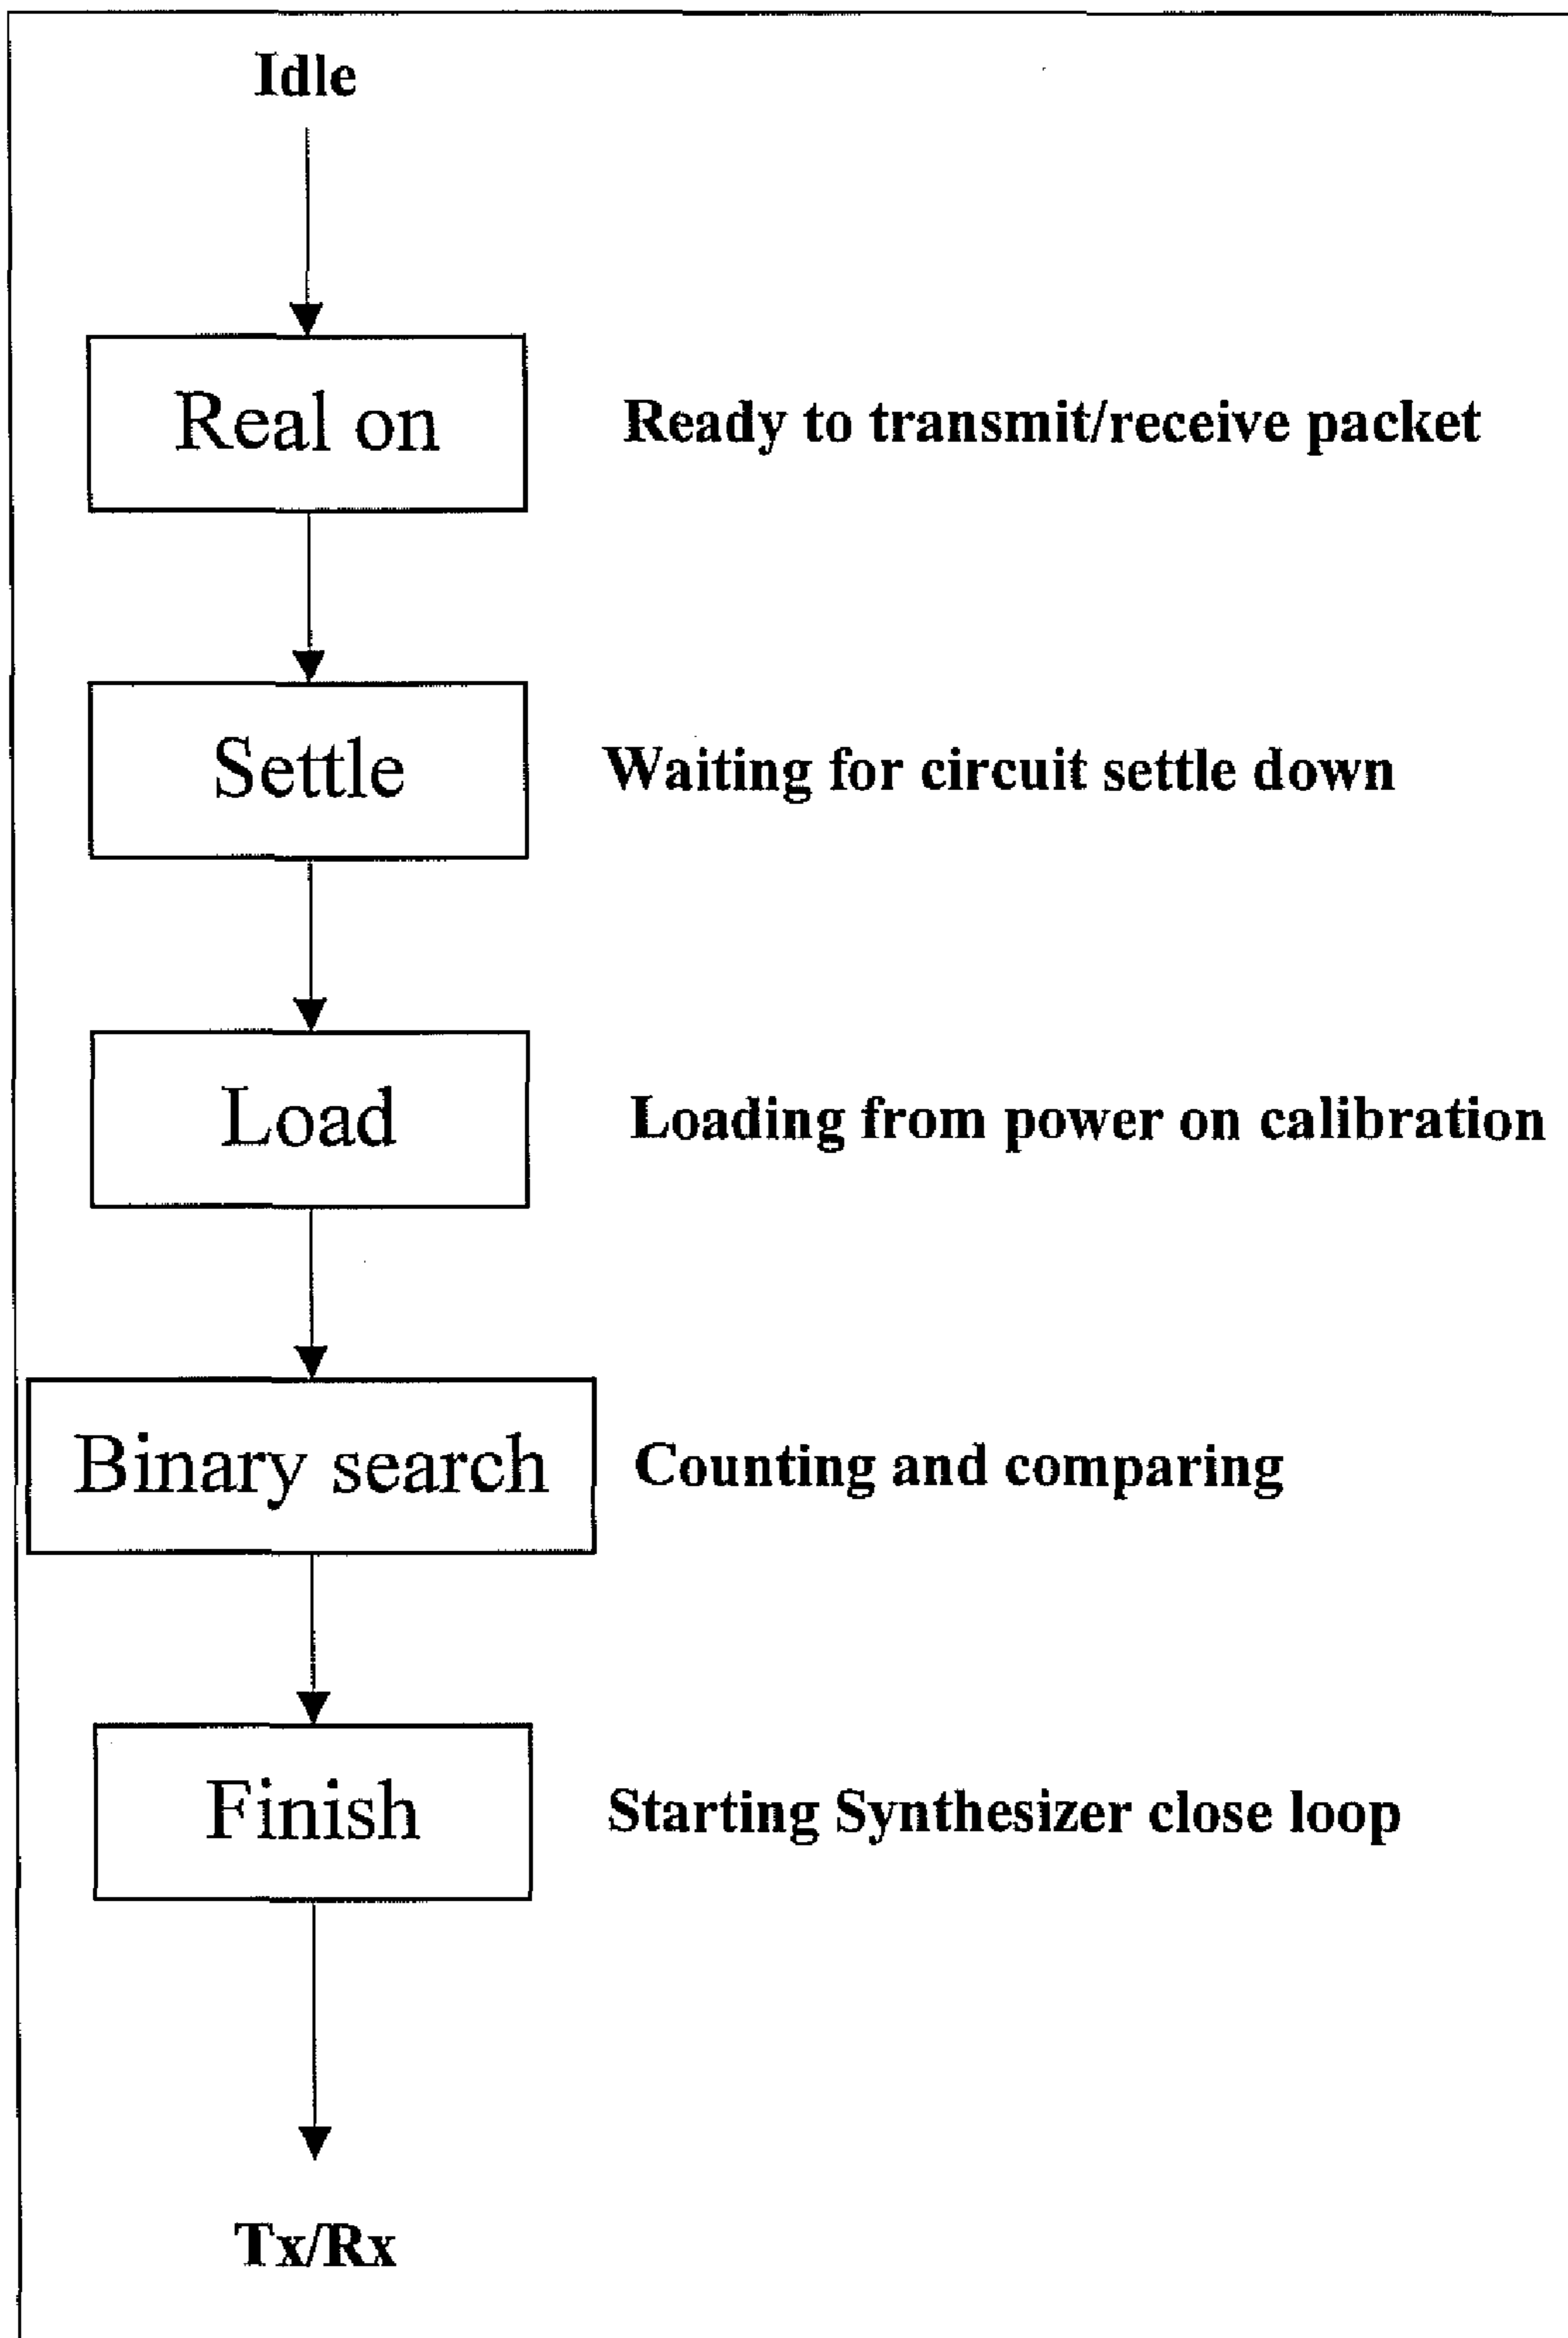 Idle
Real on
Ready to transmit/receive packet
Settle
Waiting for circuit settle down
Load
Loading from power on calibration
Binary search
Counting and comparing
Finish
Starting Synthesizer close loop
Tx/Rx